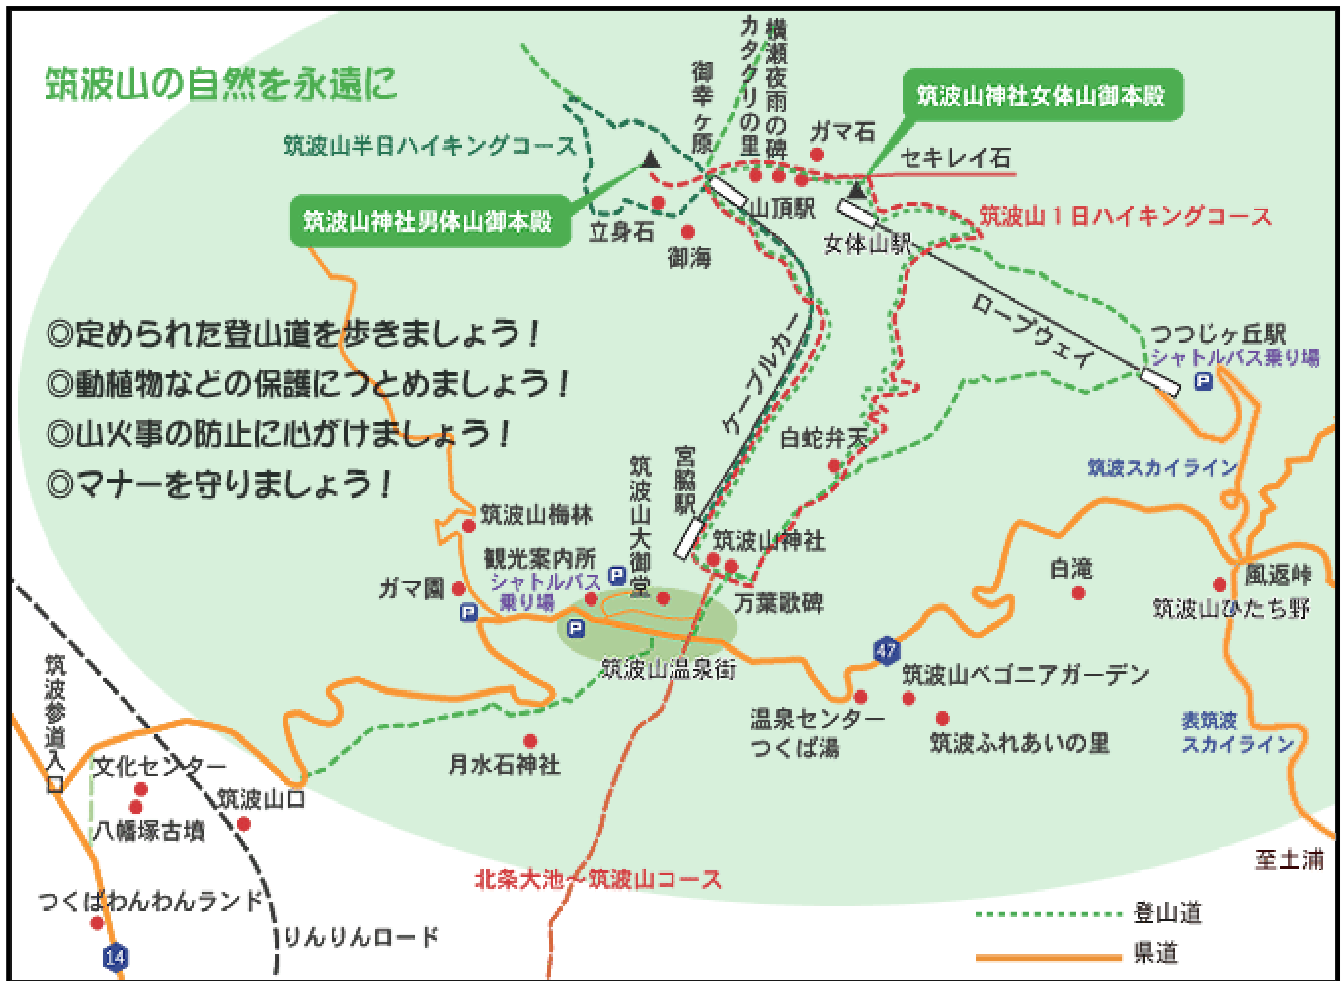 筑波山の自然を永遠に
横瀬夜雨の碑
カタクリの里
御幸ヶ原
ガマ石
筑波山神社女体山御本殿
セキレイ石
筑波山半日ハイキングコース
筑波山神社男体山御本殿
立身石
御海
山頂駅
女体山駅
筑波山1日ハイキングコース
ロープウェイ
つつじヶ丘駅
シャトルバス乗り場
P
◎定められた登山道を歩きましょう！
◎動植物などの保護につとめましょう！
◎山火事の防止に心がけましょう！
◎マナーを守りましょう！
ケーブルカー
白蛇弁天
宮脇駅
筑波山大御堂
筑波スカイライン
筑波山梅林
観光案内所
シャトルバス
乗り場
P
ガマ園
P
P
筑波山神社
万葉歌碑
白滝
風返峠
筑波山ひたち野
筑波山温泉街
47
筑波山ベゴニアガーデン
温泉センター
つくば湯
筑波ふれあいの里
表筑波
スカイライン
筑波参道入口
文化センター
八幡塚古墳
筑波山口
月水石神社
北条大池～筑波山コース
至土浦
つくばわんわんランド
14
りんりんロード
登山道
県道